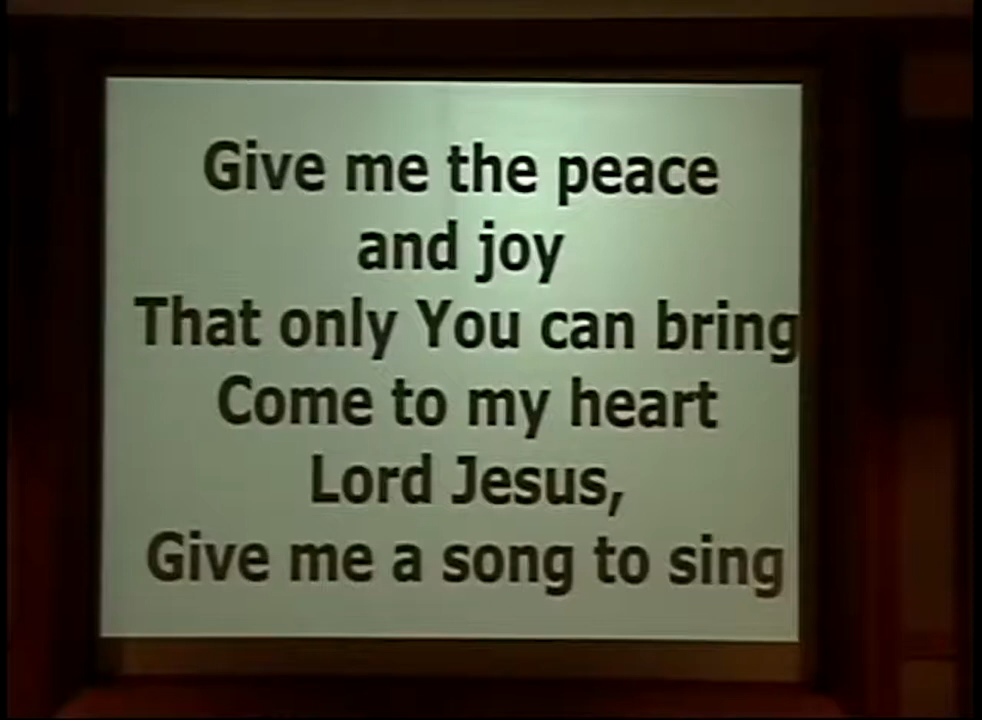 Give me the peace
and joy
That only You can bring
Come to my heart
Lord Jesus,
Give me a song to sing